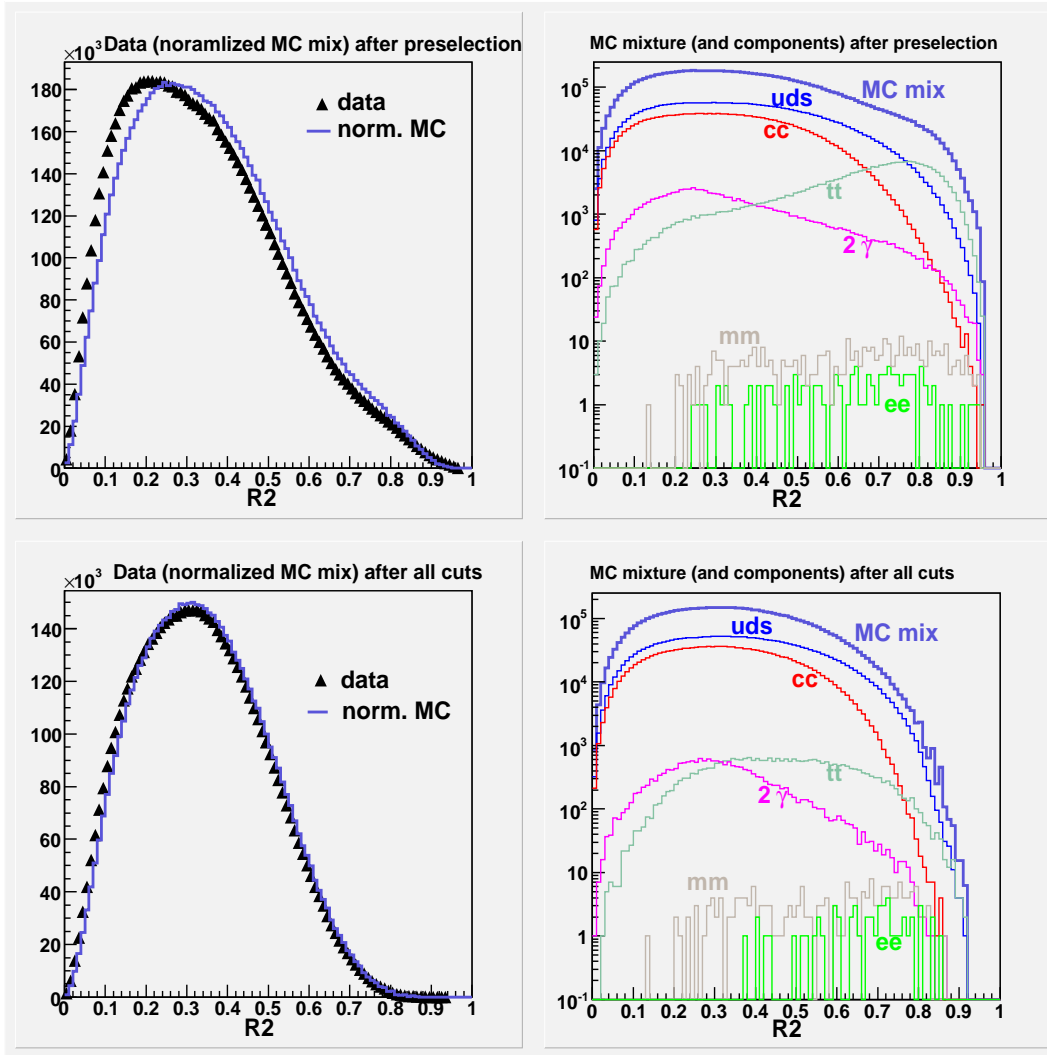 Data (noramlized MC mix) after preselection
×10³
180
160
140
120
100
80
60
40
20
0
data
norm. MC
0 0.1 0.2 0.3 0.4 0.5 0.6 0.7 0.8 0.9 1
R2
MC mixture (and components) after preselection
10⁵
10⁴
10³
10²
10
1
10⁻¹
MC mix
uds
cc
tt
2 γ
mm
ee
0 0.1 0.2 0.3 0.4 0.5 0.6 0.7 0.8 0.9 1
R2
Data (normalized MC mix) after all cuts
×10³
140
120
100
80
60
40
20
0
data
norm. MC
0 0.1 0.2 0.3 0.4 0.5 0.6 0.7 0.8 0.9 1
R2
MC mixture (and components) after all cuts
10⁵
10⁴
10³
10²
10
1
10⁻¹
uds
MC mix
cc
tt
2 γ
mm
ee
0 0.1 0.2 0.3 0.4 0.5 0.6 0.7 0.8 0.9 1
R2